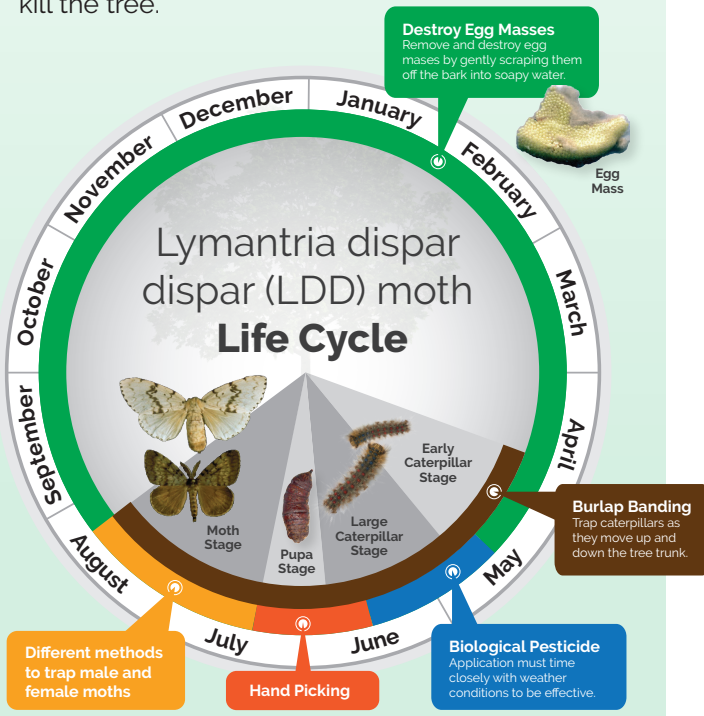 kill the tree.
Destroy Egg Masses
Remove and destroy egg
mases by gently scraping them
off the bark into soapy water.
Egg
Mass
January
February
March
April
May
June
July
August
September
October
November
December
Lymantria dispar
dispar (LDD) moth
Life Cycle
Early
Caterpillar
Stage
Large
Caterpillar
Stage
Pupa
Stage
Moth
Stage
Burlap Banding
Trap caterpillars as
they move up and
down the tree trunk.
Biological Pesticide
Application must time
closely with weather
conditions to be effective.
Hand Picking
Different methods
to trap male and
female moths